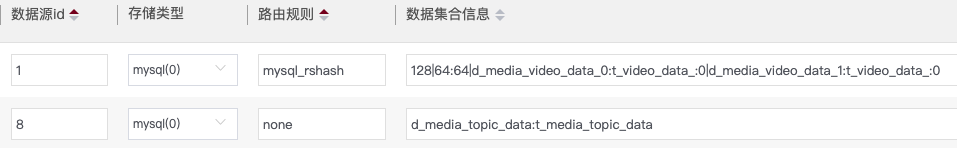 数据源id 存储类型 路由规则 数据集合信息
1 mysql(0) mysql_rshash 128|64:64|d_media_video_data_0:t_video_data_:0|d_media_video_data_1:t_video_data_:0
8 mysql(0) none d_media_topic_data:t_media_topic_data